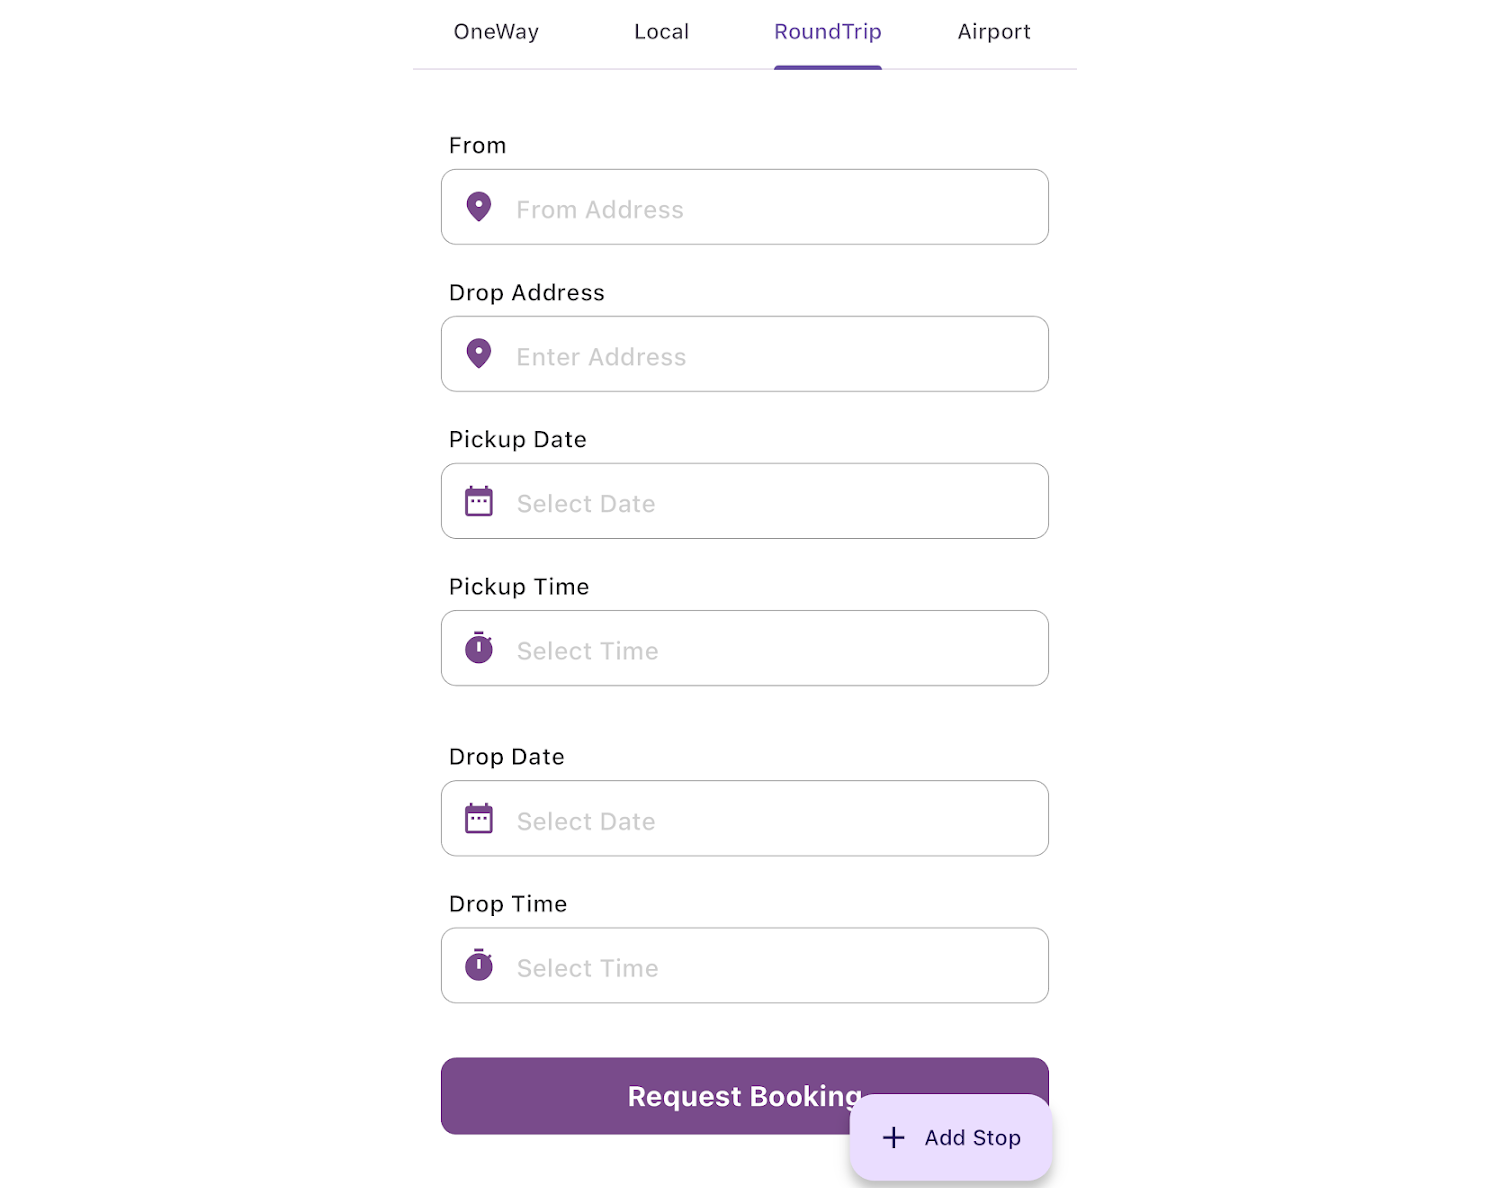 OneWay Local RoundTrip Airport
From
From Address
Drop Address
Enter Address
Pickup Date
Select Date
Pickup Time
Select Time
Drop Date
Select Date
Drop Time
Select Time
Request Booking
Add Stop